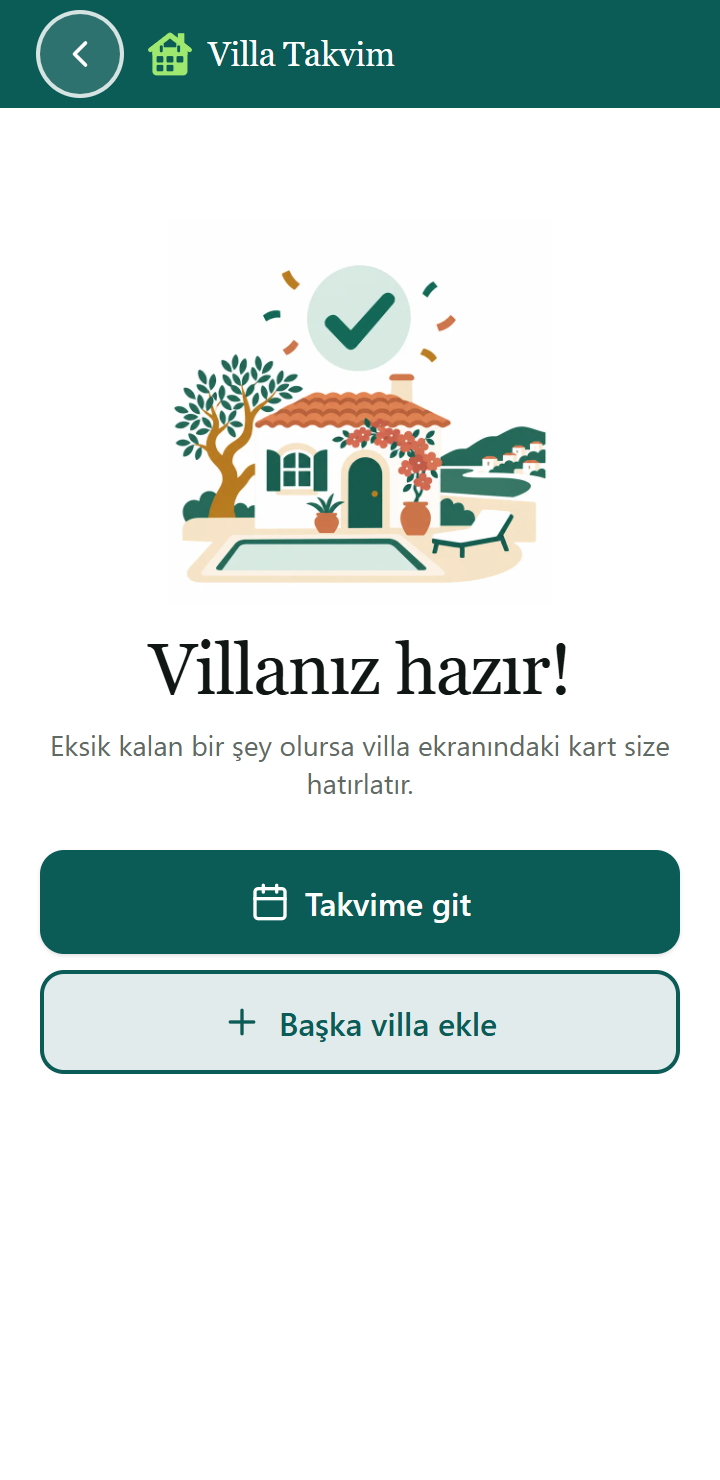 Villa Takvim
Villanız hazır!
Eksik kalan bir şey olursa villa ekranındaki kart size
hatırlatır.
Takvime git
Başka villa ekle